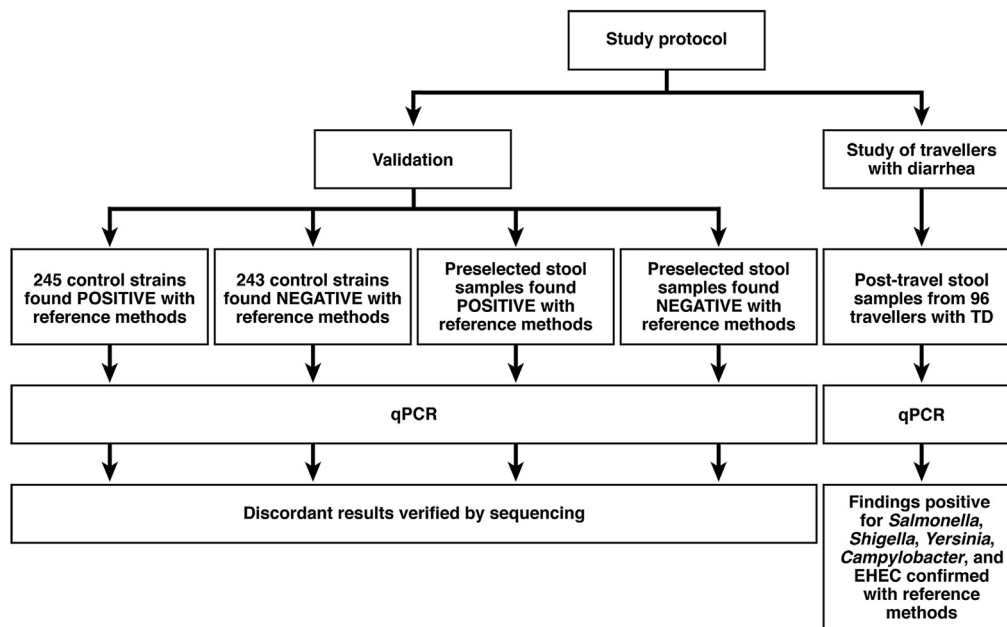 Study protocol
Validation
Study of travellers
with diarrhea
245 control strains
found POSITIVE with
reference methods
243 control strains
found NEGATIVE with
reference methods
Preselected stool
samples found
POSITIVE with
reference methods
Preselected stool
samples found
NEGATIVE with
reference methods
Post-travel stool
samples from 96
travellers with TD
qPCR
qPCR
Discordant results verified by sequencing
Findings positive
for Salmonella,
Shigella, Yersinia,
Campylobacter, and
EHEC confirmed
with reference
methods